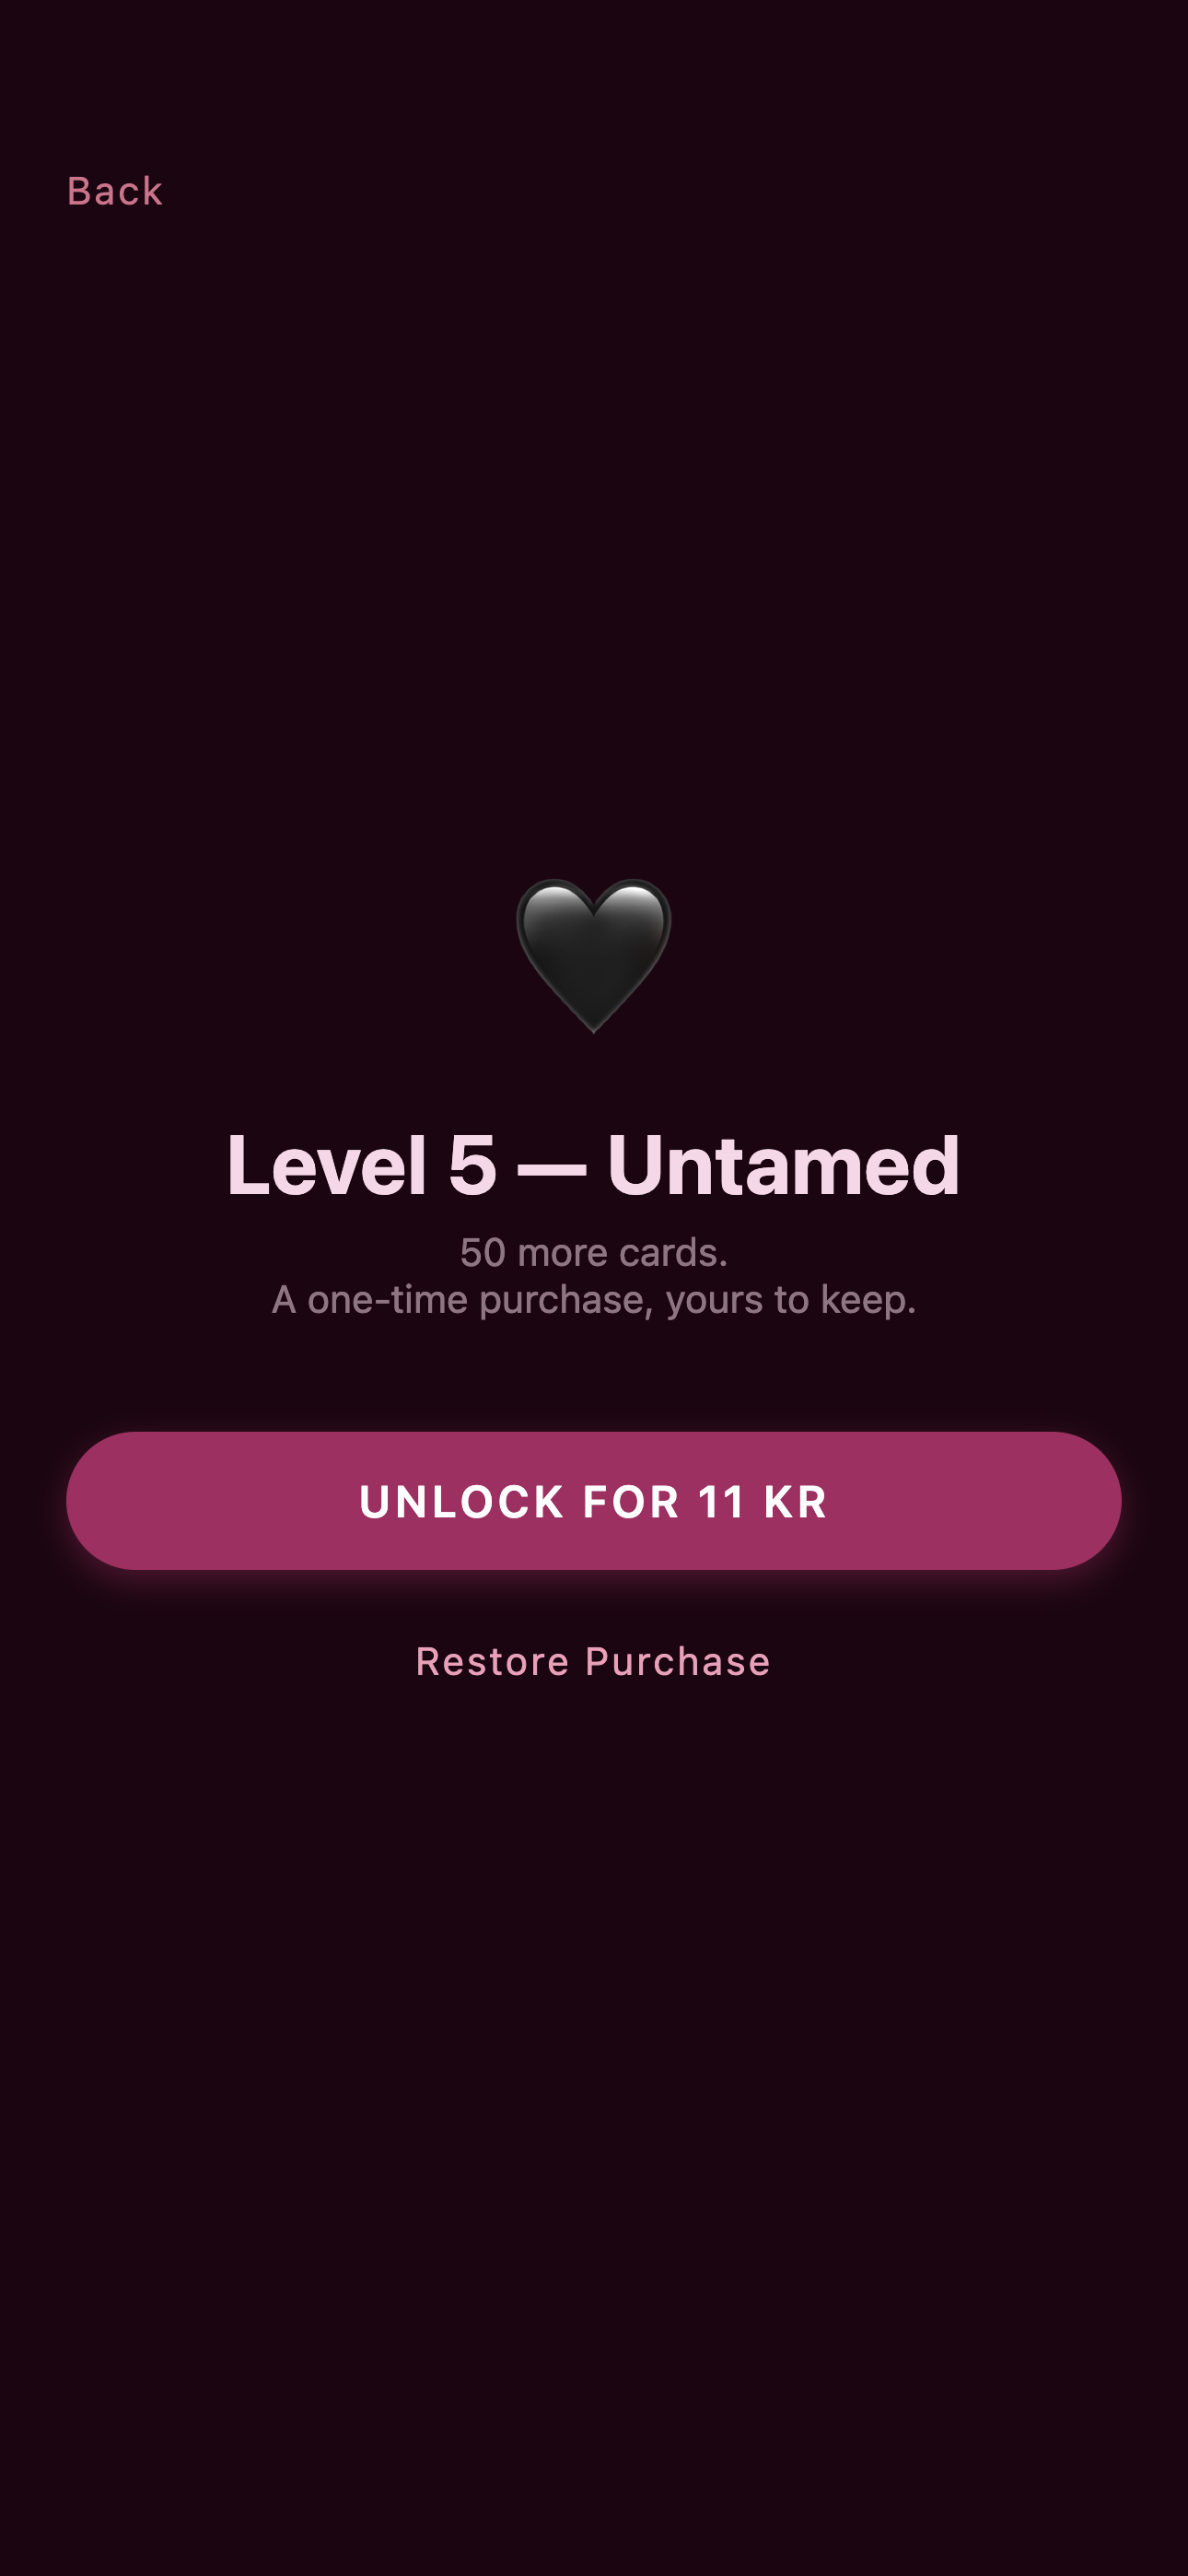 Back
Level 5 — Untamed
50 more cards.
A one-time purchase, yours to keep.
UNLOCK FOR 11 KR
Restore Purchase